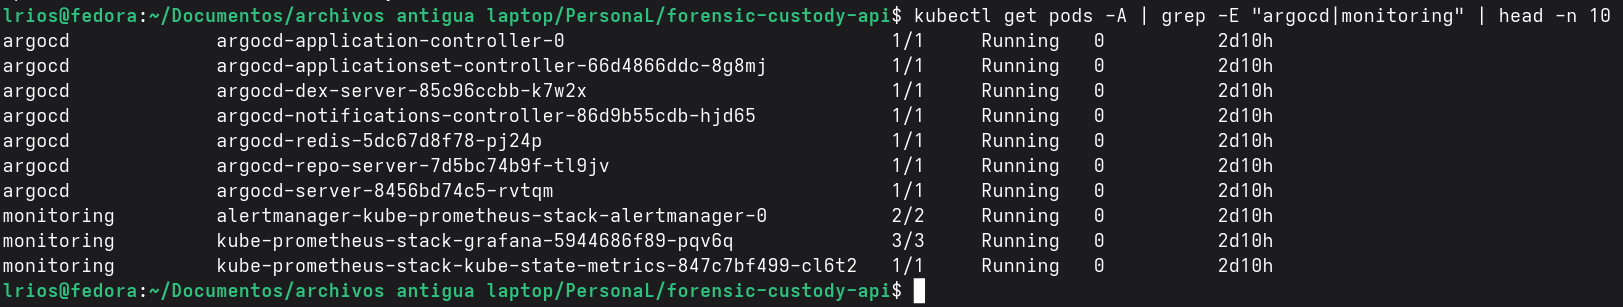 lrios@fedora:~/Documentos/archivos antigua laptop/PersonaL/forensic-custody-api$ kubectl get pods -A | grep -E "argocd|monitoring" | head -n 10
argocd             argocd-application-controller-0                             1/1     Running   0          2d10h
argocd             argocd-applicationset-controller-66d4866ddc-8g8mj           1/1     Running   0          2d10h
argocd             argocd-dex-server-85c96ccbb-k7w2x                           1/1     Running   0          2d10h
argocd             argocd-notifications-controller-86d9b55cdb-hjd65            1/1     Running   0          2d10h
argocd             argocd-redis-5dc67d8f78-pj24p                               1/1     Running   0          2d10h
argocd             argocd-repo-server-7d5bc74b9f-tl9jv                         1/1     Running   0          2d10h
argocd             argocd-server-8456bd74c5-rvtqm                              1/1     Running   0          2d10h
monitoring         alertmanager-kube-prometheus-stack-alertmanager-0           2/2     Running   0          2d10h
monitoring         kube-prometheus-stack-grafana-5944686f89-pqv6q              3/3     Running   0          2d10h
monitoring         kube-prometheus-stack-kube-state-metrics-847c7bf499-cl6t2   1/1     Running   0          2d10h
lrios@fedora:~/Documentos/archivos antigua laptop/PersonaL/forensic-custody-api$